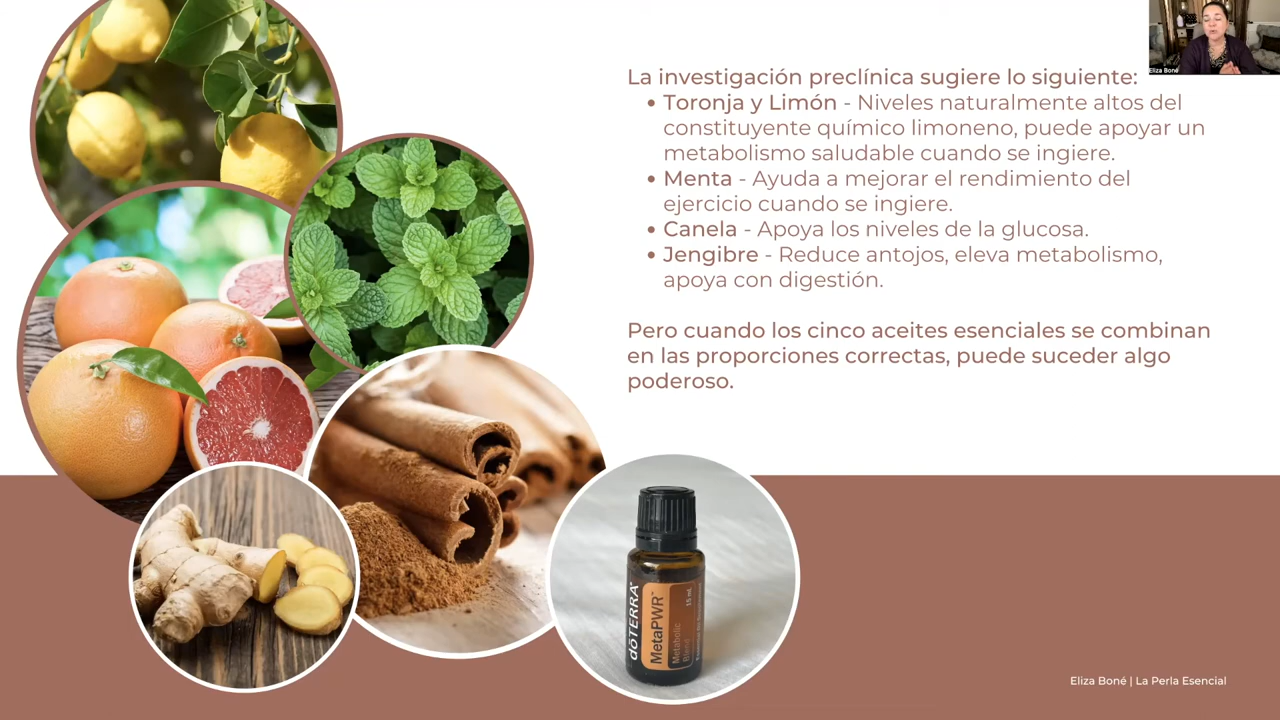 Eliza Boné
La investigación preclínica sugiere lo siguiente:
• Toronja y Limón - Niveles naturalmente altos del
constituyente químico limoneno, puede apoyar un
metabolismo saludable cuando se ingiere.
• Menta - Ayuda a mejorar el rendimiento del
ejercicio cuando se ingiere.
• Canela - Apoya los niveles de la glucosa.
• Jengibre - Reduce antojos, eleva metabolismo,
apoya con digestión.
Pero cuando los cinco aceites esenciales se combinan
en las proporciones correctas, puede suceder algo
poderoso.
dōTERRA
MetaPWR™
Metabolic
Blend
15 mL
Eliza Boné | La Perla Esencial